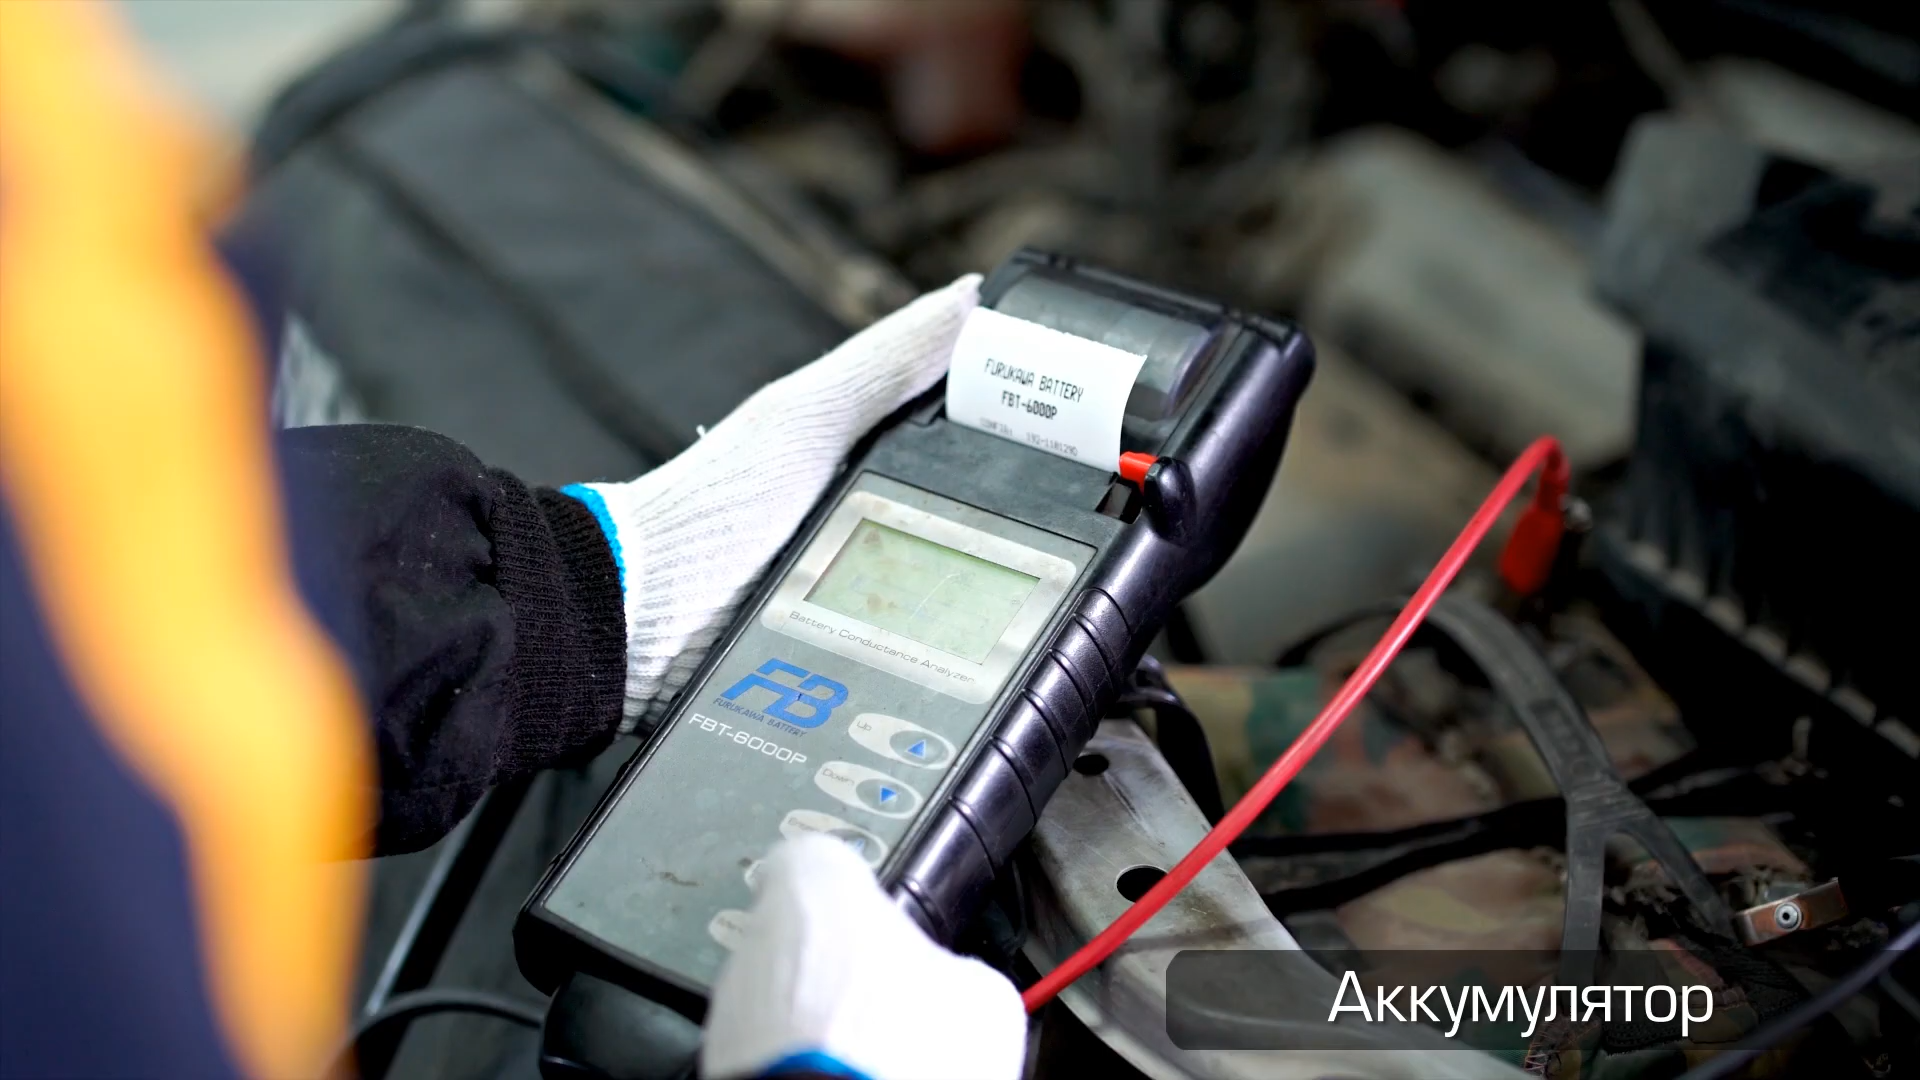 FURUKAWA BATTERY
FBT-6000P
Battery Conductance Analyzer
FB
FURUKAWA BATTERY
FBT-6000P
Up
Down
Аккумулятор